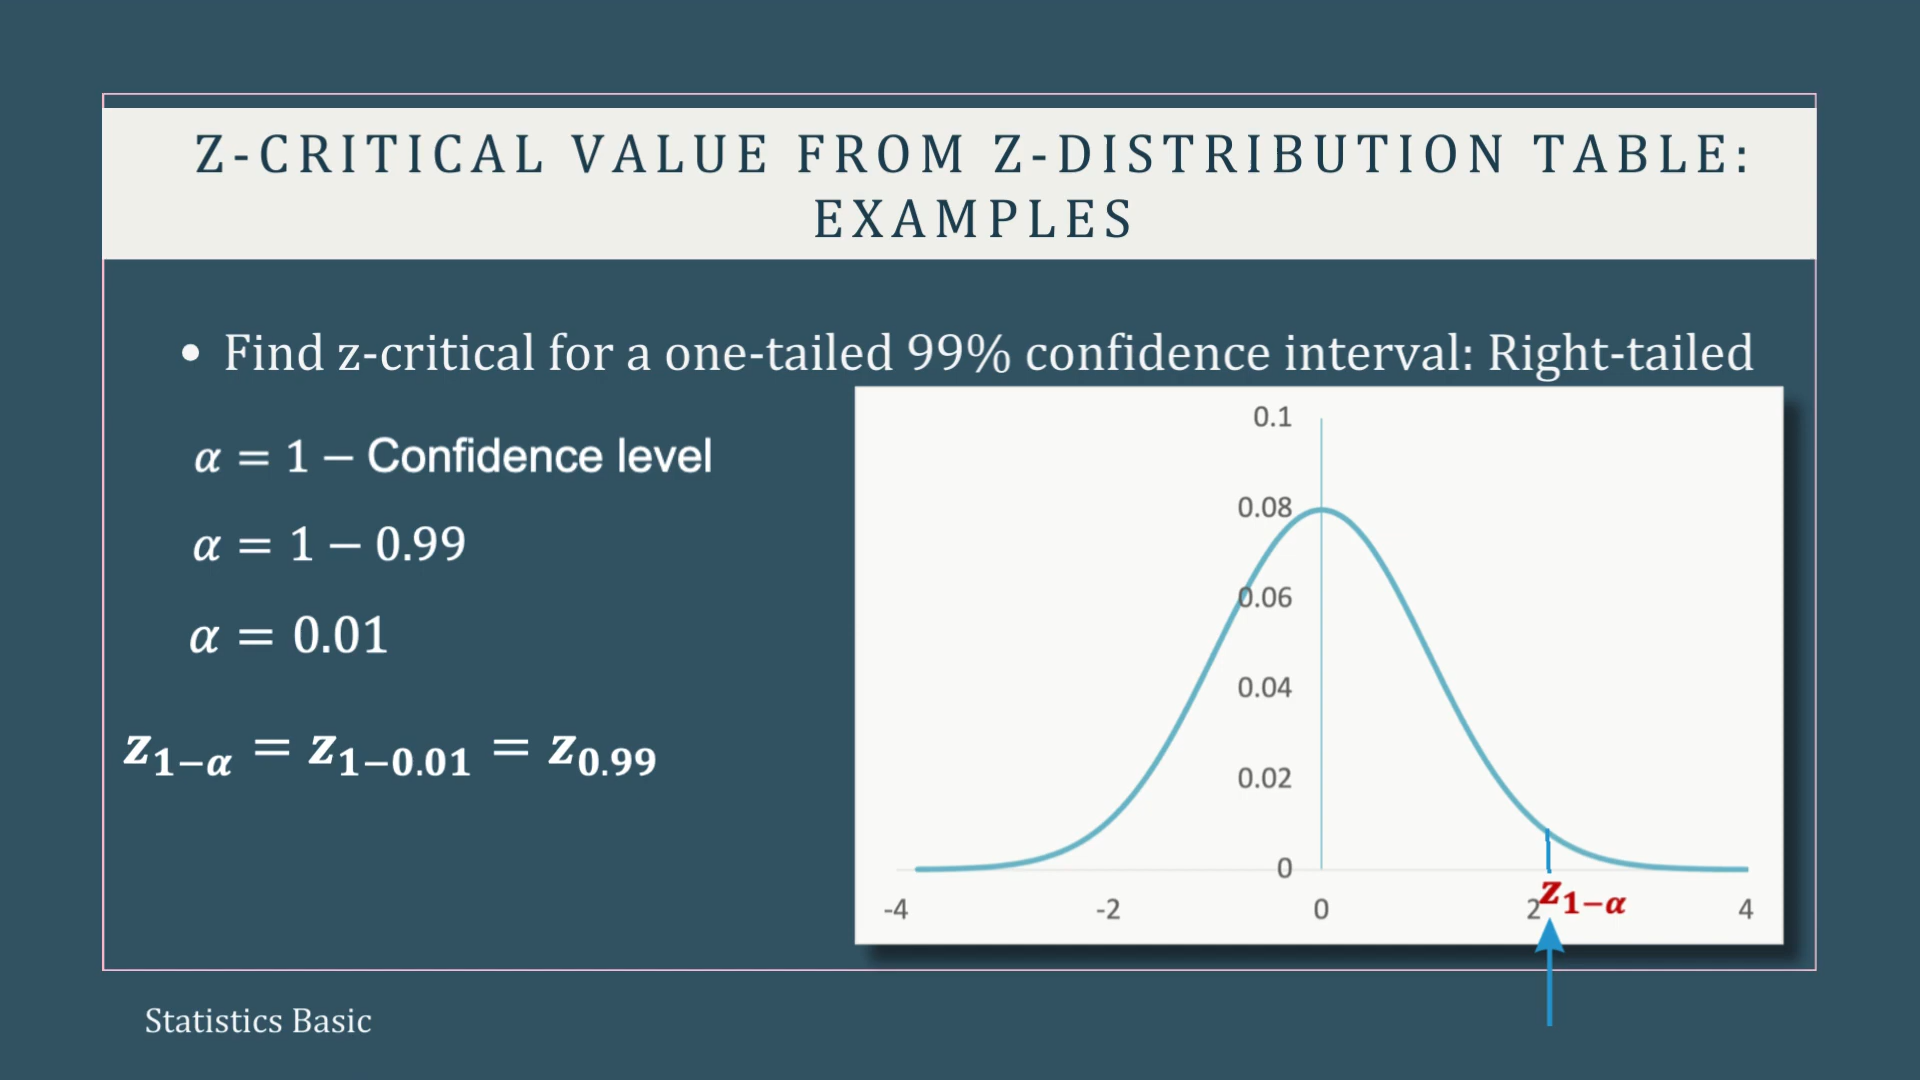 Z-CRITICAL VALUE FROM Z-DISTRIBUTION TABLE:
EXAMPLES
• Find z-critical for a one-tailed 99% confidence interval: Right-tailed
α = 1 − Confidence level
α = 1 − 0.99
α = 0.01
z₁₋α = z₁₋₀.₀₁ = z₀.₉₉
0.1
0.08
0.06
0.04
0.02
0
-4 -2 0 2 z₁₋α 4
Statistics Basic